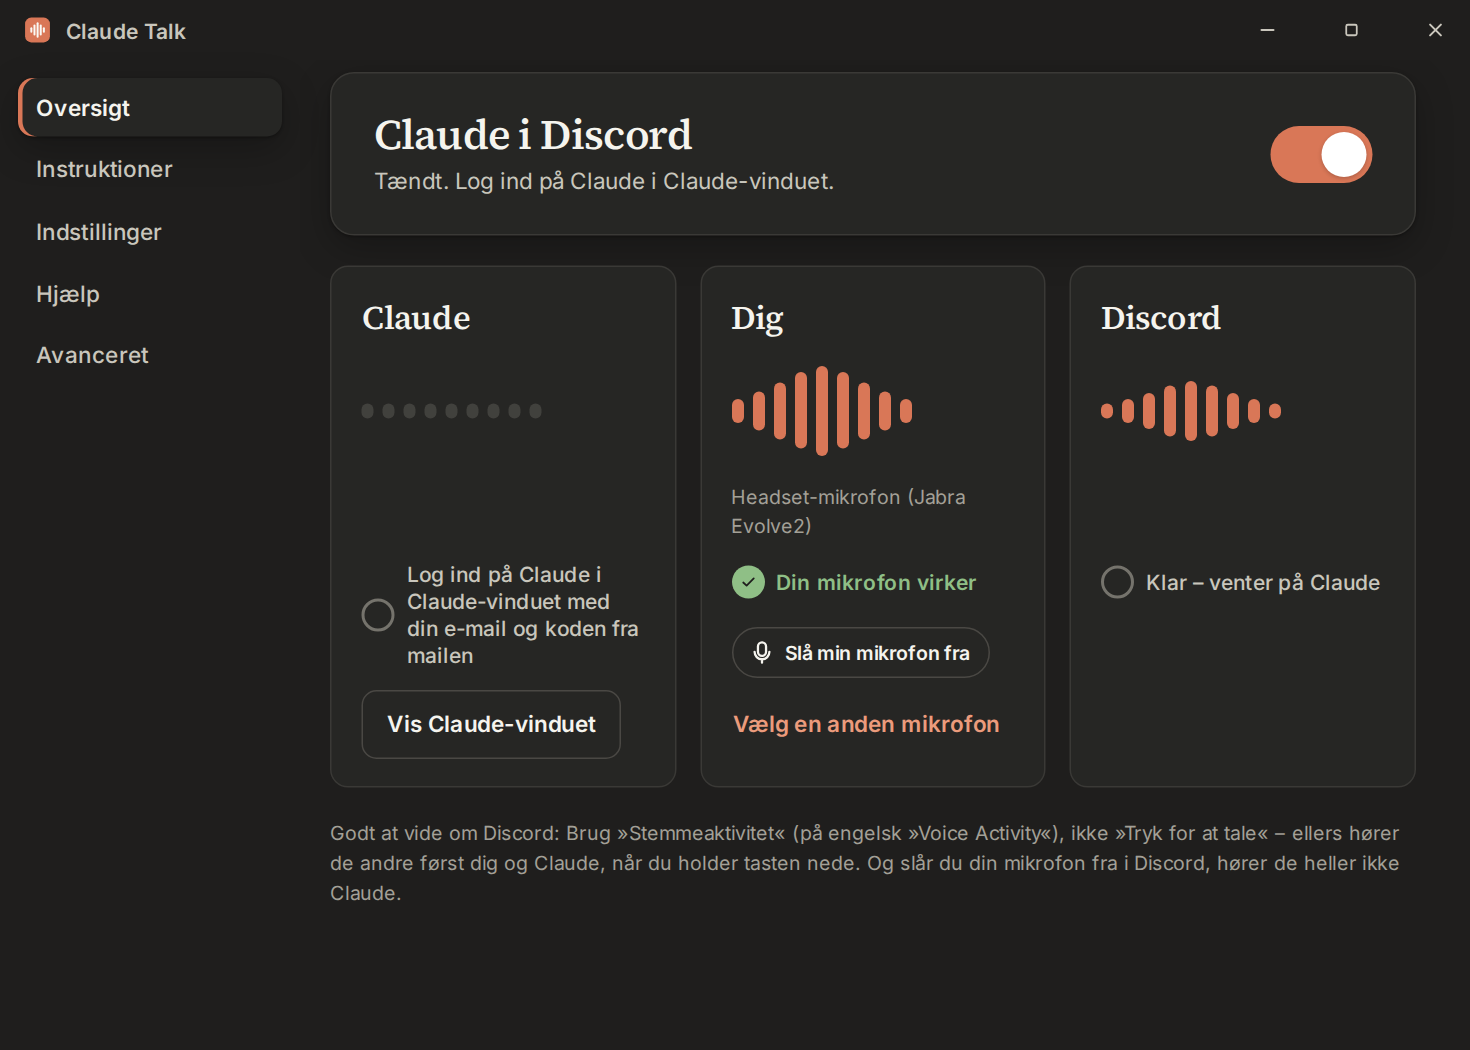 Claude Talk
Oversigt
Instruktioner
Indstillinger
Hjælp
Avanceret
Claude i Discord
Tændt. Log ind på Claude i Claude-vinduet.
Claude
Log ind på Claude i
Claude-vinduet med
din e-mail og koden fra
mailen
Vis Claude-vinduet
Dig
Headset-mikrofon (Jabra
Evolve2)
Din mikrofon virker
Slå min mikrofon fra
Vælg en anden mikrofon
Discord
Klar – venter på Claude
Godt at vide om Discord: Brug »Stemmeaktivitet« (på engelsk »Voice Activity«), ikke »Tryk for at tale« – ellers hører
de andre først dig og Claude, når du holder tasten nede. Og slår du din mikrofon fra i Discord, hører de heller ikke
Claude.